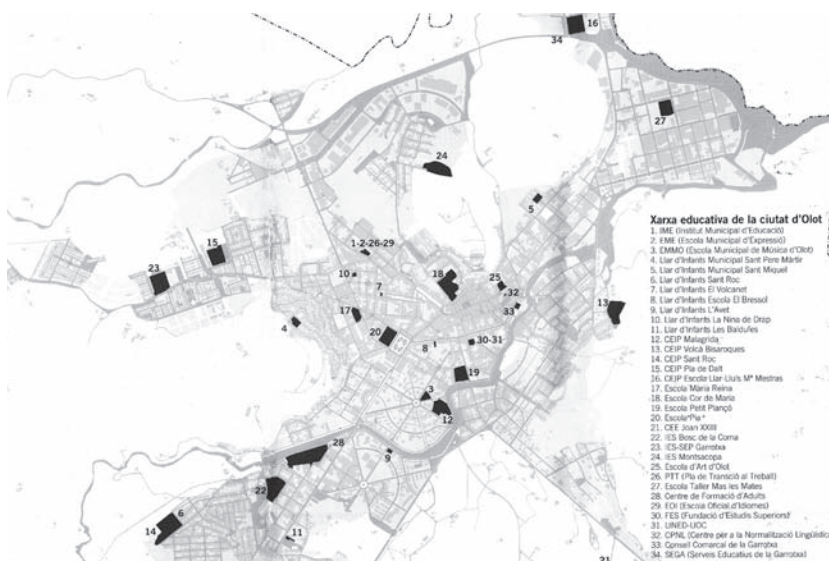 16
34
27
24
5
15
23
1-2-26-29
10
7
18
25
32
33
13
17
4
20
8
30-31
19
3
12
28
9
22
6
14
11
21
Xarxa educativa de la ciutat d'Olot
1. IME (Institut Municipal d'Educació)
2. EME (Escola Municipal d'Expressió)
3. EMMO (Escola Municipal de Música d'Olot)
4. Llar d'Infants Municipal Sant Pere Màrtir
5. Llar d'Infants Municipal Sant Miquel
6. Llar d'Infants Sant Roc
7. Llar d'Infants El Volcanet
8. Llar d'Infants Escola El Bressol
9. Llar d'Infants L'Avet
10. Llar d'Infants La Nina de Drap
11. Llar d'Infants Les Baldufes
12. CEIP Malagrida
13. CEIP Volcà Bisaroques
14. CEIP Sant Roc
15. CEIP Pla de Dalt
16. CEIP Escola Llar-Lluís Mª Mestras
17. Escola Maria Reina
18. Escola Cor de Maria
19. Escola Petit Plançó
20. Escola Pia
21. CEE Joan XXIII
22. IES Bosc de la Coma
23. IES-SEP Garrotxa
24. IES Montsacopa
25. Escola d'Art d'Olot
26. PTT (Pla de Transició al Treball)
27. Escola Taller Mas les Mates
28. Centre de Formació d'Adults
29. EOI (Escola Oficial d'Idiomes)
30. FES (Fundació d'Estudis Superiors)
31. UNED-UOC
32. CPNL (Centre per a la Normalització Lingüística
33. Consell Comarcal de la Garrotxa
34. SEGA (Serveis Educatius de la Garrotxa)